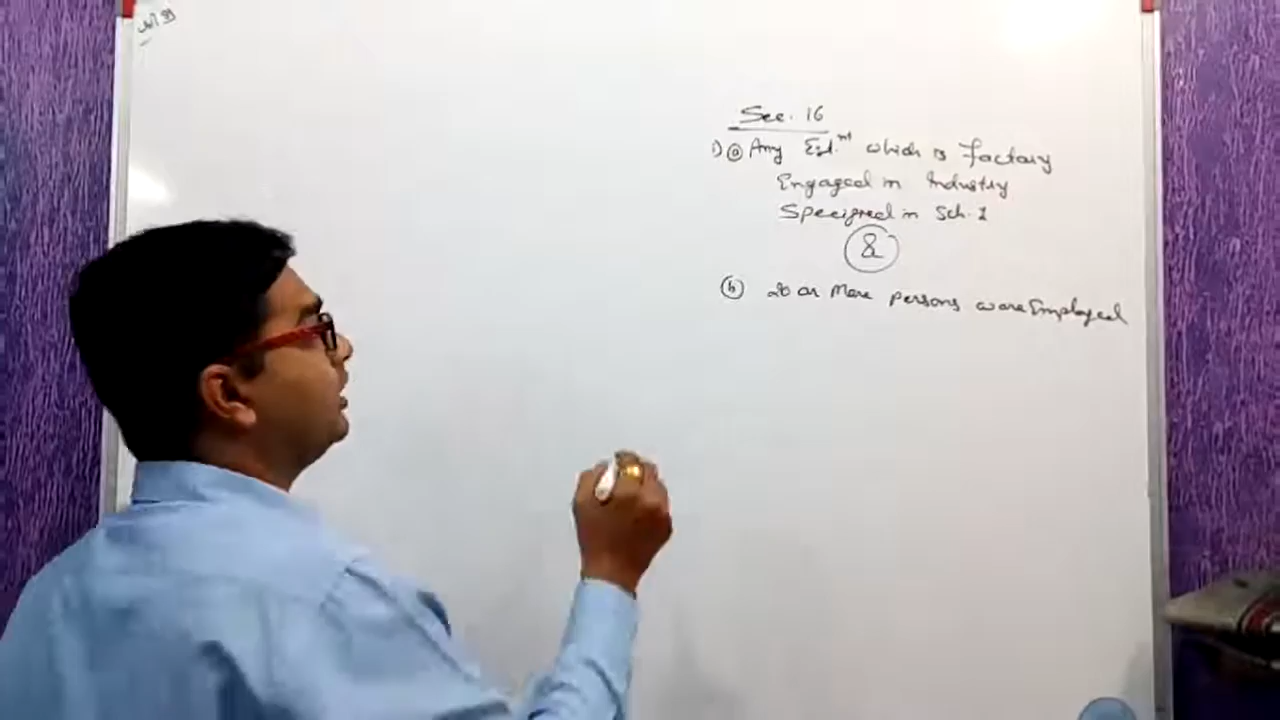 Sec. 16
1) (a) Any Est.nt which is factory
Engaged in Industry
Specified in Sch. 1
&
(b) 20 or More persons are Employed